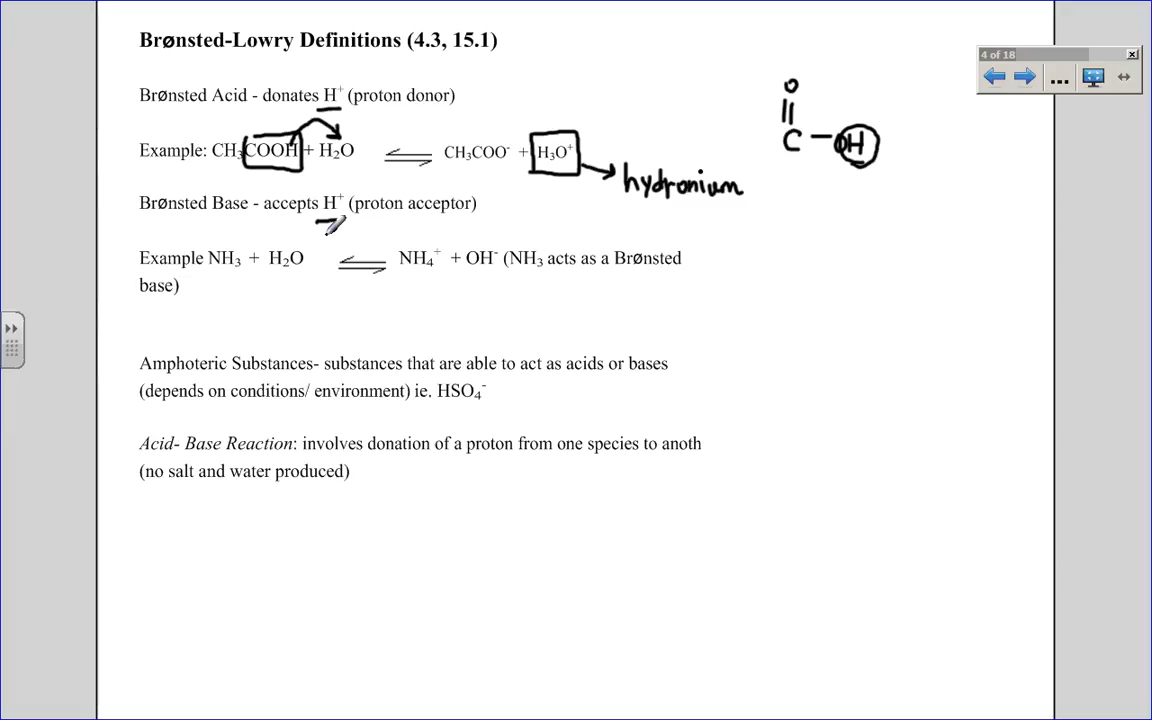 Brønsted-Lowry Definitions (4.3, 15.1)
4 of 18
Brønsted Acid - donates H⁺ (proton donor)
O
C - OH
Example: CH₃COOH + H₂O ⇌ CH₃COO⁻ + H₃O⁺
hydronium
Brønsted Base - accepts H⁺ (proton acceptor)
Example NH₃ + H₂O ⇌ NH₄⁺ + OH⁻ (NH₃ acts as a Brønsted
base)
Amphoteric Substances- substances that are able to act as acids or bases
(depends on conditions/ environment) ie. HSO₄⁻
Acid- Base Reaction: involves donation of a proton from one species to anoth
(no salt and water produced)